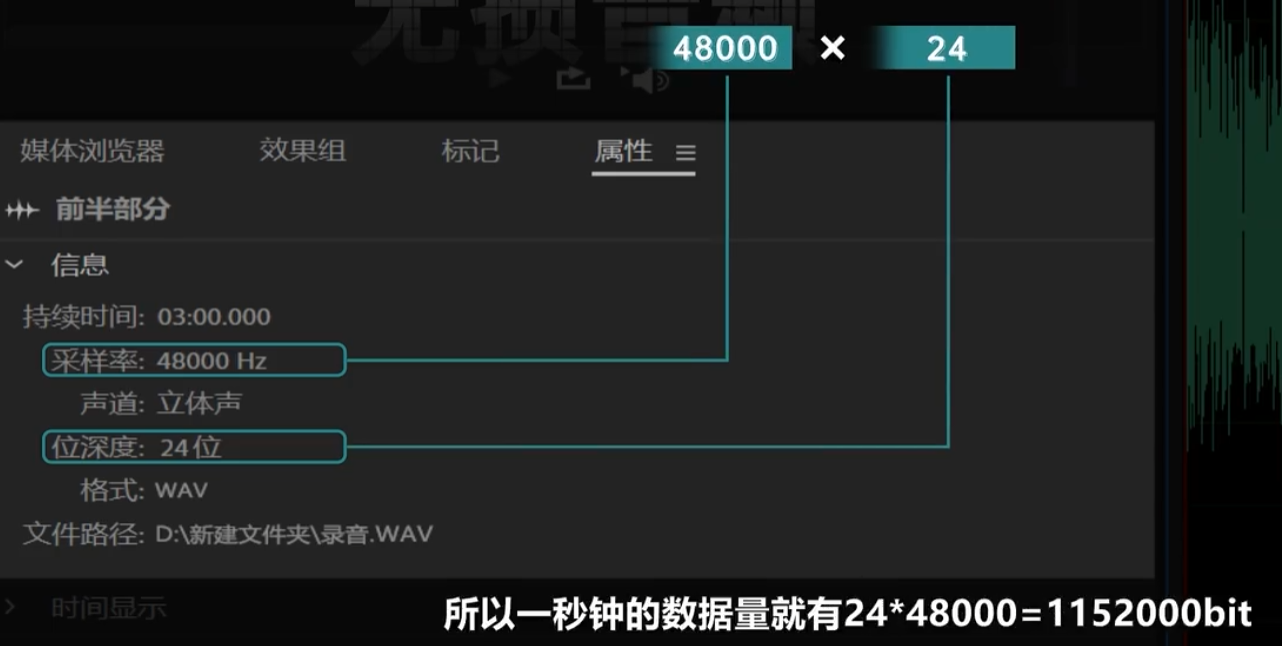 无损音频
48000 × 24
媒体浏览器 效果组 标记 属性
前半部分
信息
持续时间: 03:00.000
采样率: 48000 Hz
声道: 立体声
位深度: 24位
格式: WAV
文件路径: D:\新建文件夹\录音.WAV
时间显示
所以一秒钟的数据量就有24*48000=1152000bit